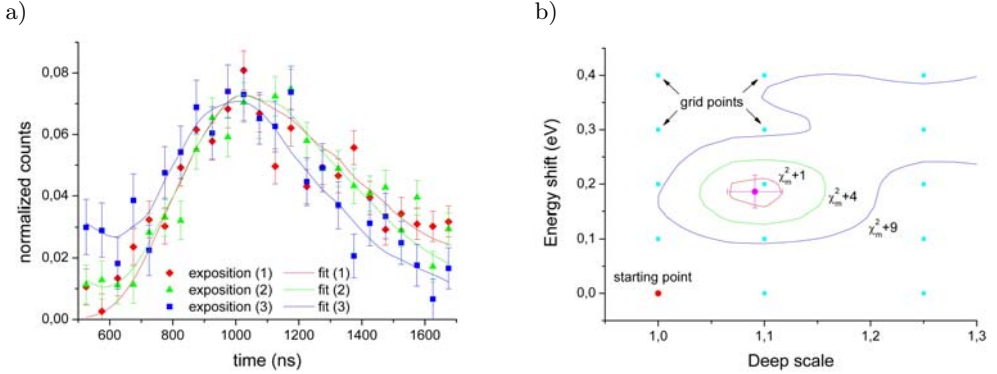 a)
0,08
0,06
0,04
0,02
0,00
normalized counts
600 800 1000 1200 1400 1600
time (ns)
exposition (1) fit (1)
exposition (2) fit (2)
exposition (3) fit (3)
b)
0,4
0,3
0,2
0,1
0,0
Energy shift (eV)
grid points
χ²m+1
χ²m+4
χ²m+9
starting point
1,0 1,1 1,2 1,3
Deep scale